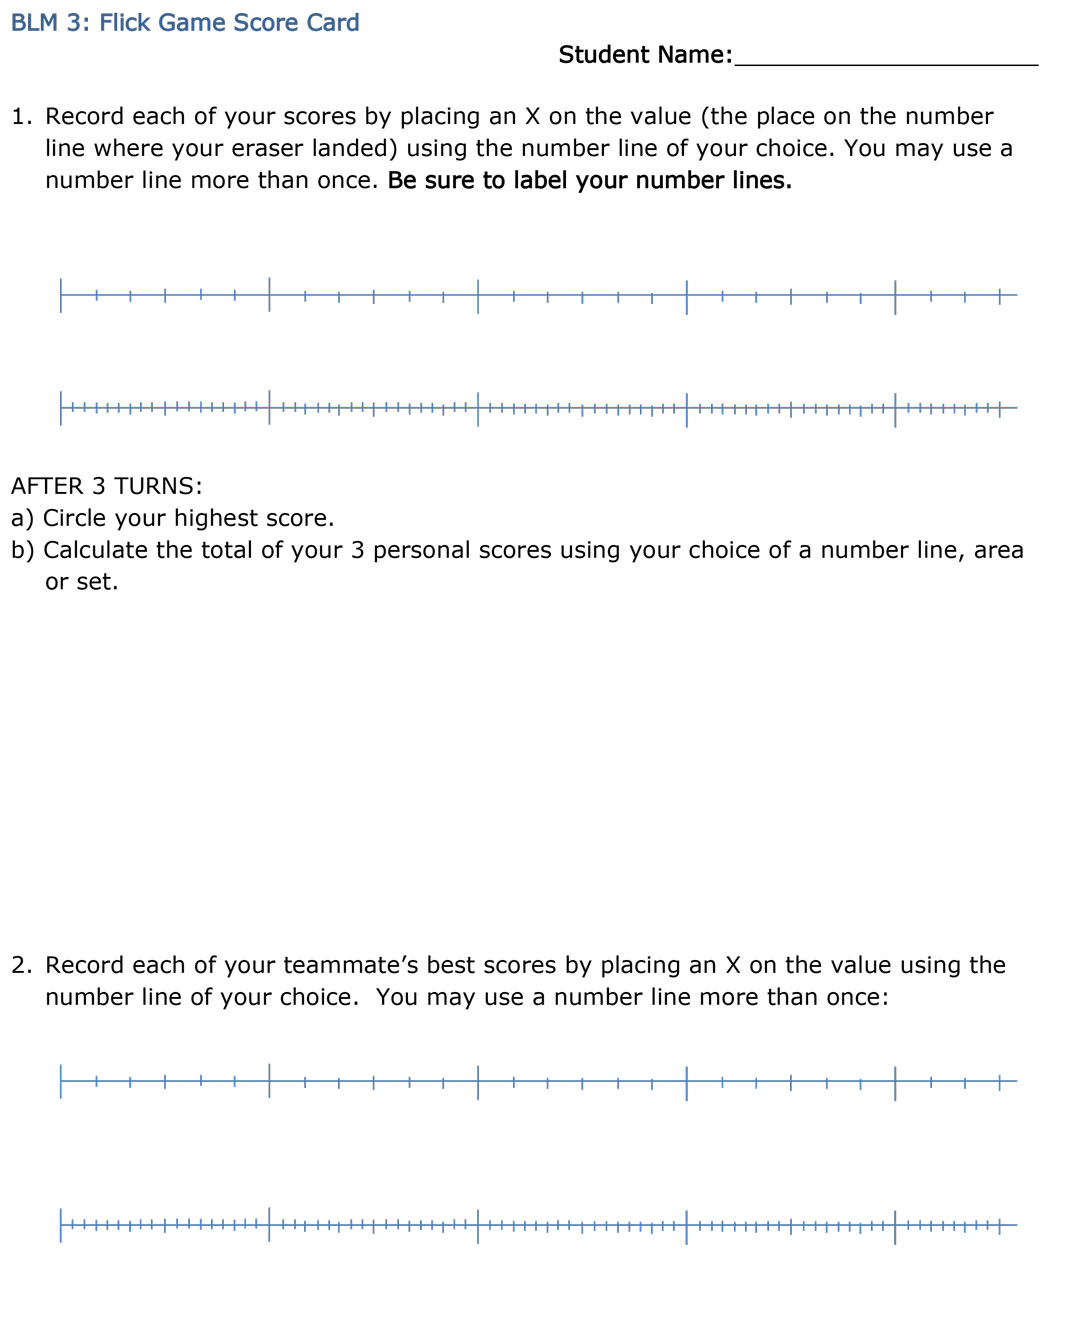 BLM 3: Flick Game Score Card
Student Name:_______________________
1. Record each of your scores by placing an X on the value (the place on the number
line where your eraser landed) using the number line of your choice. You may use a
number line more than once. Be sure to label your number lines.
AFTER 3 TURNS:
a) Circle your highest score.
b) Calculate the total of your 3 personal scores using your choice of a number line, area
or set.
2. Record each of your teammate’s best scores by placing an X on the value using the
number line of your choice.  You may use a number line more than once: